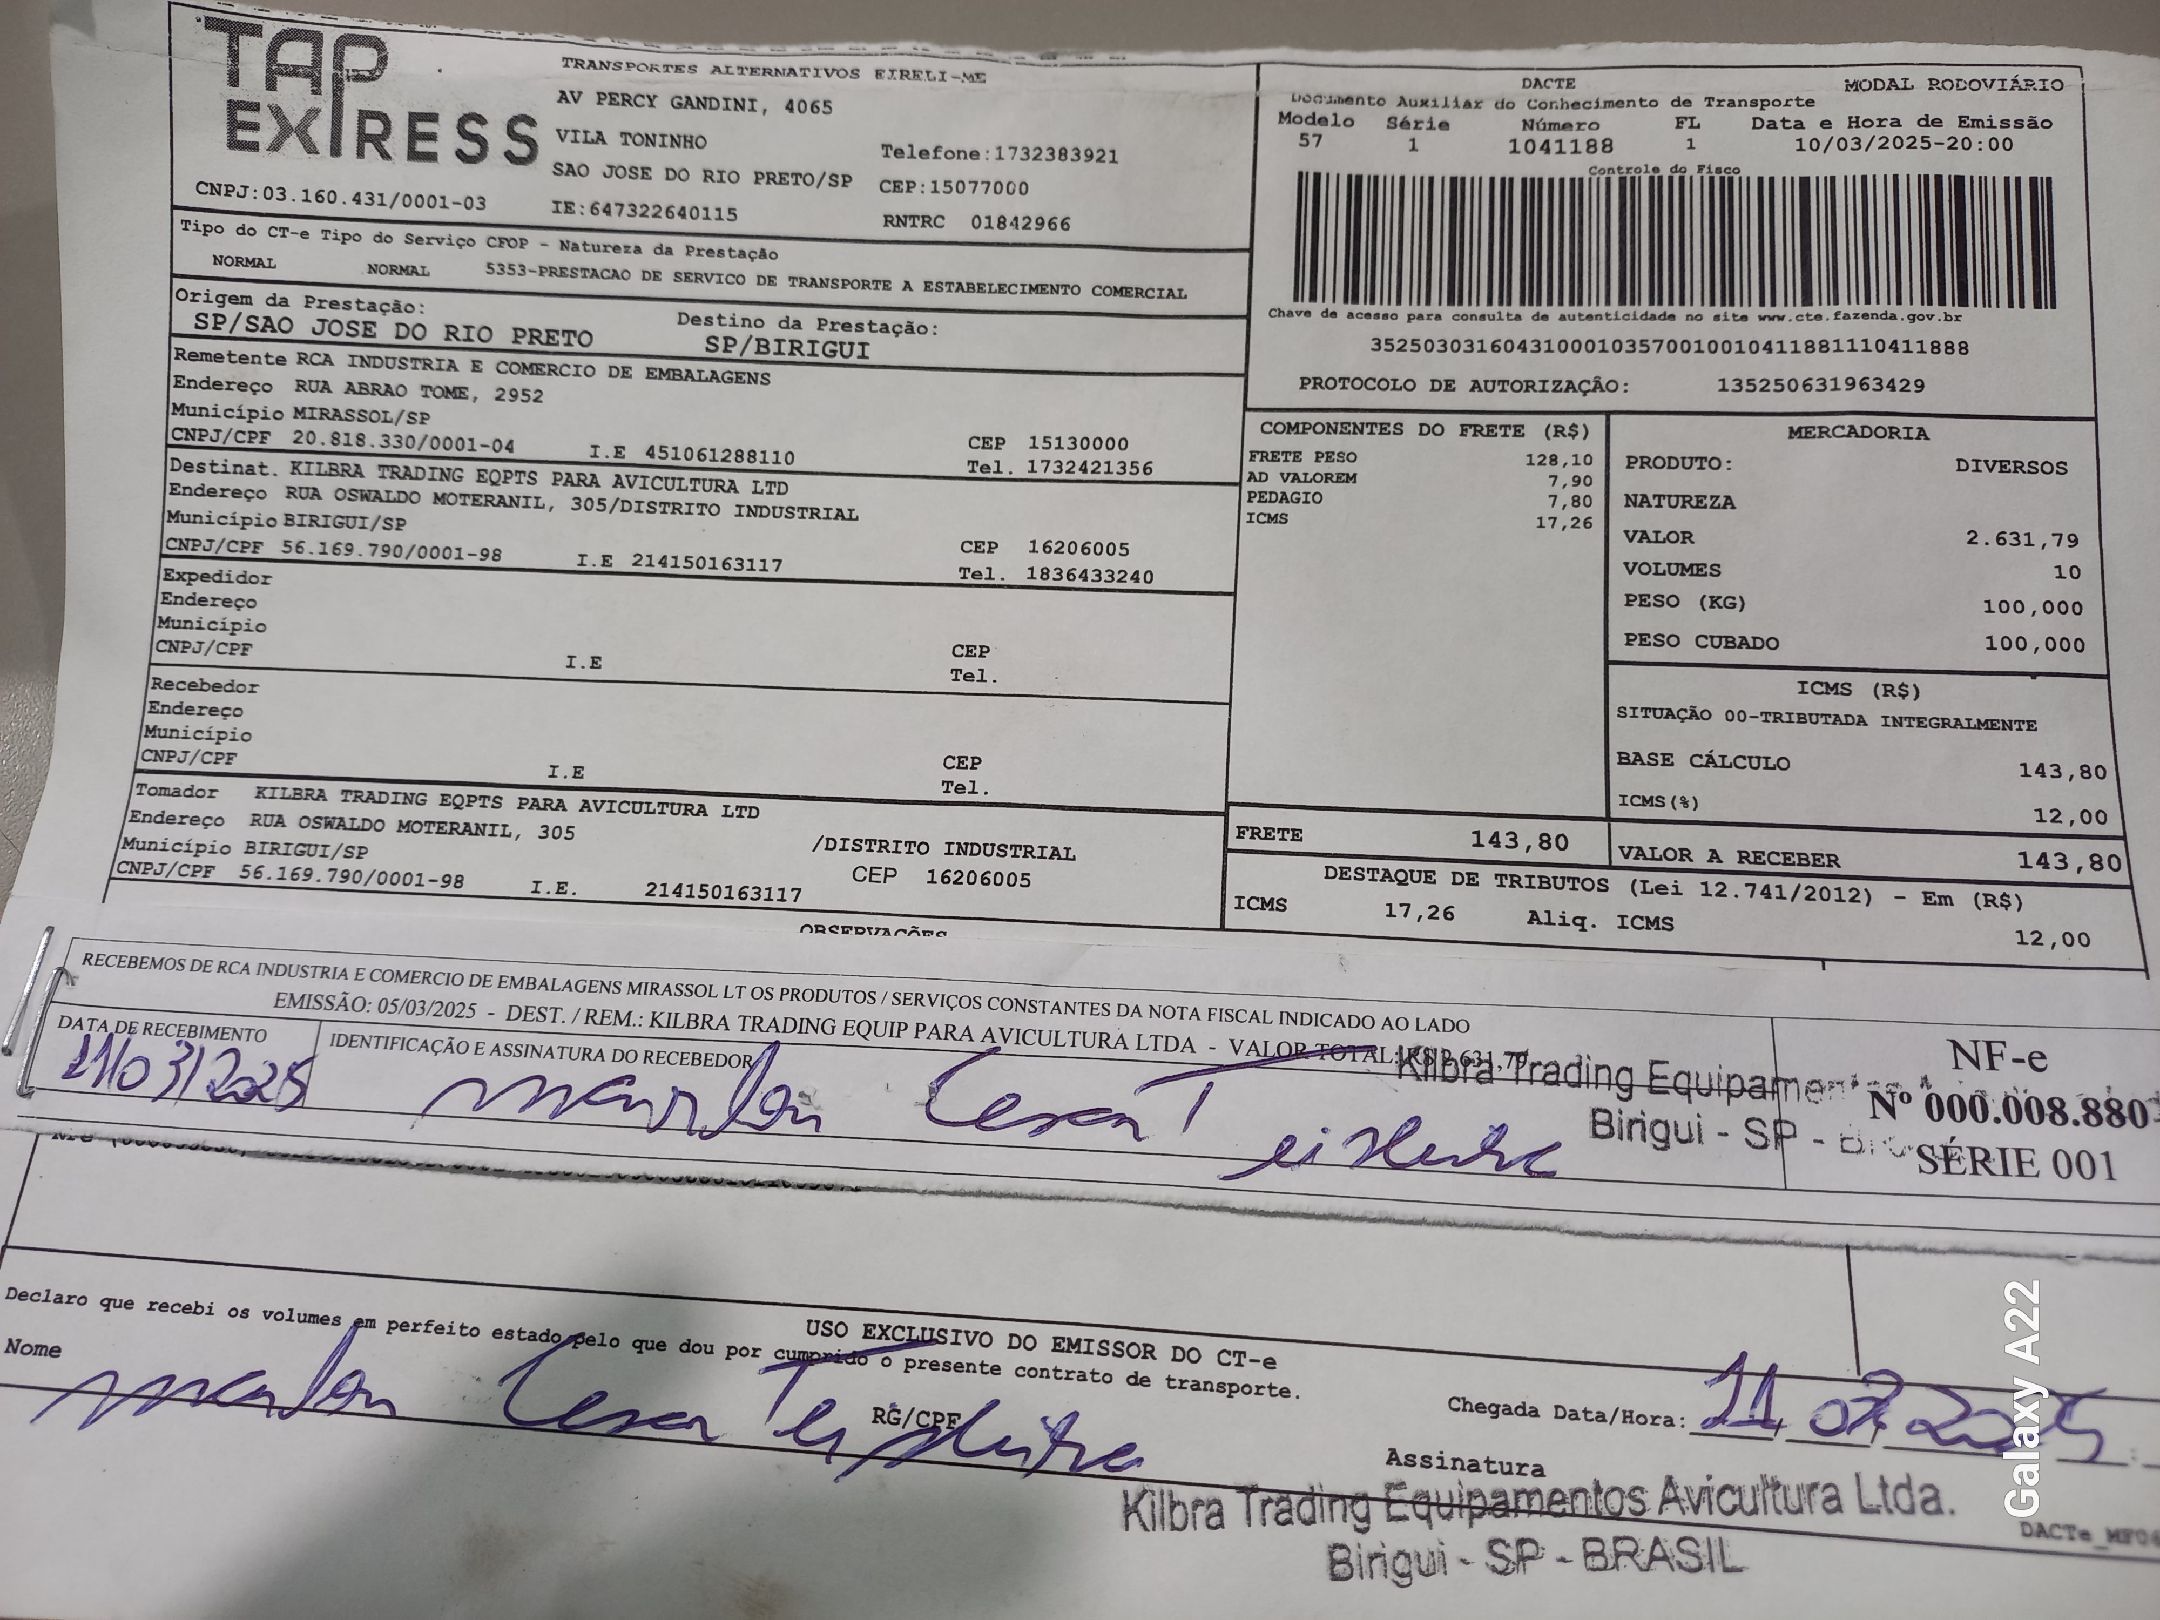 TAP EXPRESS
TRANSPORTES ALTERNATIVOS EIRELI-ME
AV PERCY GANDINI, 4065
VILA TONINHO
Telefone:1732383921
SAO JOSE DO RIO PRETO/SP CEP:15077000
CNPJ:03.160.431/0001-03 IE:647322640115 RNTRC 01842966
Tipo do CT-e Tipo do Serviço CFOP - Natureza da Prestação
NORMAL NORMAL 5353-PRESTACAO DE SERVICO DE TRANSPORTE A ESTABELECIMENTO COMERCIAL
Origem da Prestação: Destino da Prestação:
SP/SAO JOSE DO RIO PRETO SP/BIRIGUI
Remetente RCA INDUSTRIA E COMERCIO DE EMBALAGENS
Endereço RUA ABRAO TOME, 2952
Município MIRASSOL/SP CEP 15130000
CNPJ/CPF 20.818.330/0001-04 I.E 451061288110 Tel. 1732421356
Destinat. KILBRA TRADING EQPTS PARA AVICULTURA LTD
Endereço RUA OSWALDO MOTERANIL, 305/DISTRITO INDUSTRIAL
Município BIRIGUI/SP CEP 16206005
CNPJ/CPF 56.169.790/0001-98 I.E 214150163117 Tel. 1836433240
Expedidor
Endereço
Município CEP
CNPJ/CPF I.E Tel.
Recebedor
Endereço
Município CEP
CNPJ/CPF I.E Tel.
Tomador KILBRA TRADING EQPTS PARA AVICULTURA LTD
Endereço RUA OSWALDO MOTERANIL, 305 /DISTRITO INDUSTRIAL
Município BIRIGUI/SP CEP 16206005
CNPJ/CPF 56.169.790/0001-98 I.E. 214150163117
OBSERVAÇÕES
DACTE MODAL RODOVIÁRIO
Documento Auxiliar do Conhecimento de Transporte
Modelo Série Número FL Data e Hora de Emissão
57 1 1041188 1 10/03/2025-20:00
Controle do Fisco
Chave de acesso para consulta de autenticidade no site www.cte.fazenda.gov.br
35250303160431000103570010010411881110411888
PROTOCOLO DE AUTORIZAÇÃO: 135250631963429
COMPONENTES DO FRETE (R$)
FRETE PESO 128,10
AD VALOREM 7,90
PEDAGIO 7,80
ICMS 17,26
MERCADORIA
PRODUTO: DIVERSOS
NATUREZA
VALOR 2.631,79
VOLUMES 10
PESO (KG) 100,000
PESO CUBADO 100,000
ICMS (R$)
SITUAÇÃO 00-TRIBUTADA INTEGRALMENTE
BASE CÁLCULO 143,80
ICMS(%) 12,00
FRETE 143,80 VALOR A RECEBER 143,80
DESTAQUE DE TRIBUTOS (Lei 12.741/2012) - Em (R$)
ICMS 17,26 Aliq. ICMS 12,00
RECEBEMOS DE RCA INDUSTRIA E COMERCIO DE EMBALAGENS MIRASSOL LT OS PRODUTOS / SERVIÇOS CONSTANTES DA NOTA FISCAL INDICADO AO LADO
EMISSÃO: 05/03/2025 - DEST. / REM.: KILBRA TRADING EQUIP PARA AVICULTURA LTDA - VALOR TOTAL: R$ 2.631,79
DATA DE RECEBIMENTO IDENTIFICAÇÃO E ASSINATURA DO RECEBEDOR
11/03/2025 Marlon Cesar
Kilbra Trading Equipamentos
Birigui - SP -
NF-e
Nº 000.008.880
SÉRIE 001
USO EXCLUSIVO DO EMISSOR DO CT-e
Declaro que recebi os volumes em perfeito estado pelo que dou por cumprido o presente contrato de transporte.
Nome Marlon Cesar
RG/CPF
Chegada Data/Hora: 11 03 2025
Assinatura
Kilbra Trading Equipamentos Avicultura Ltda.
Birigui - SP - BRASIL
Galaxy A22